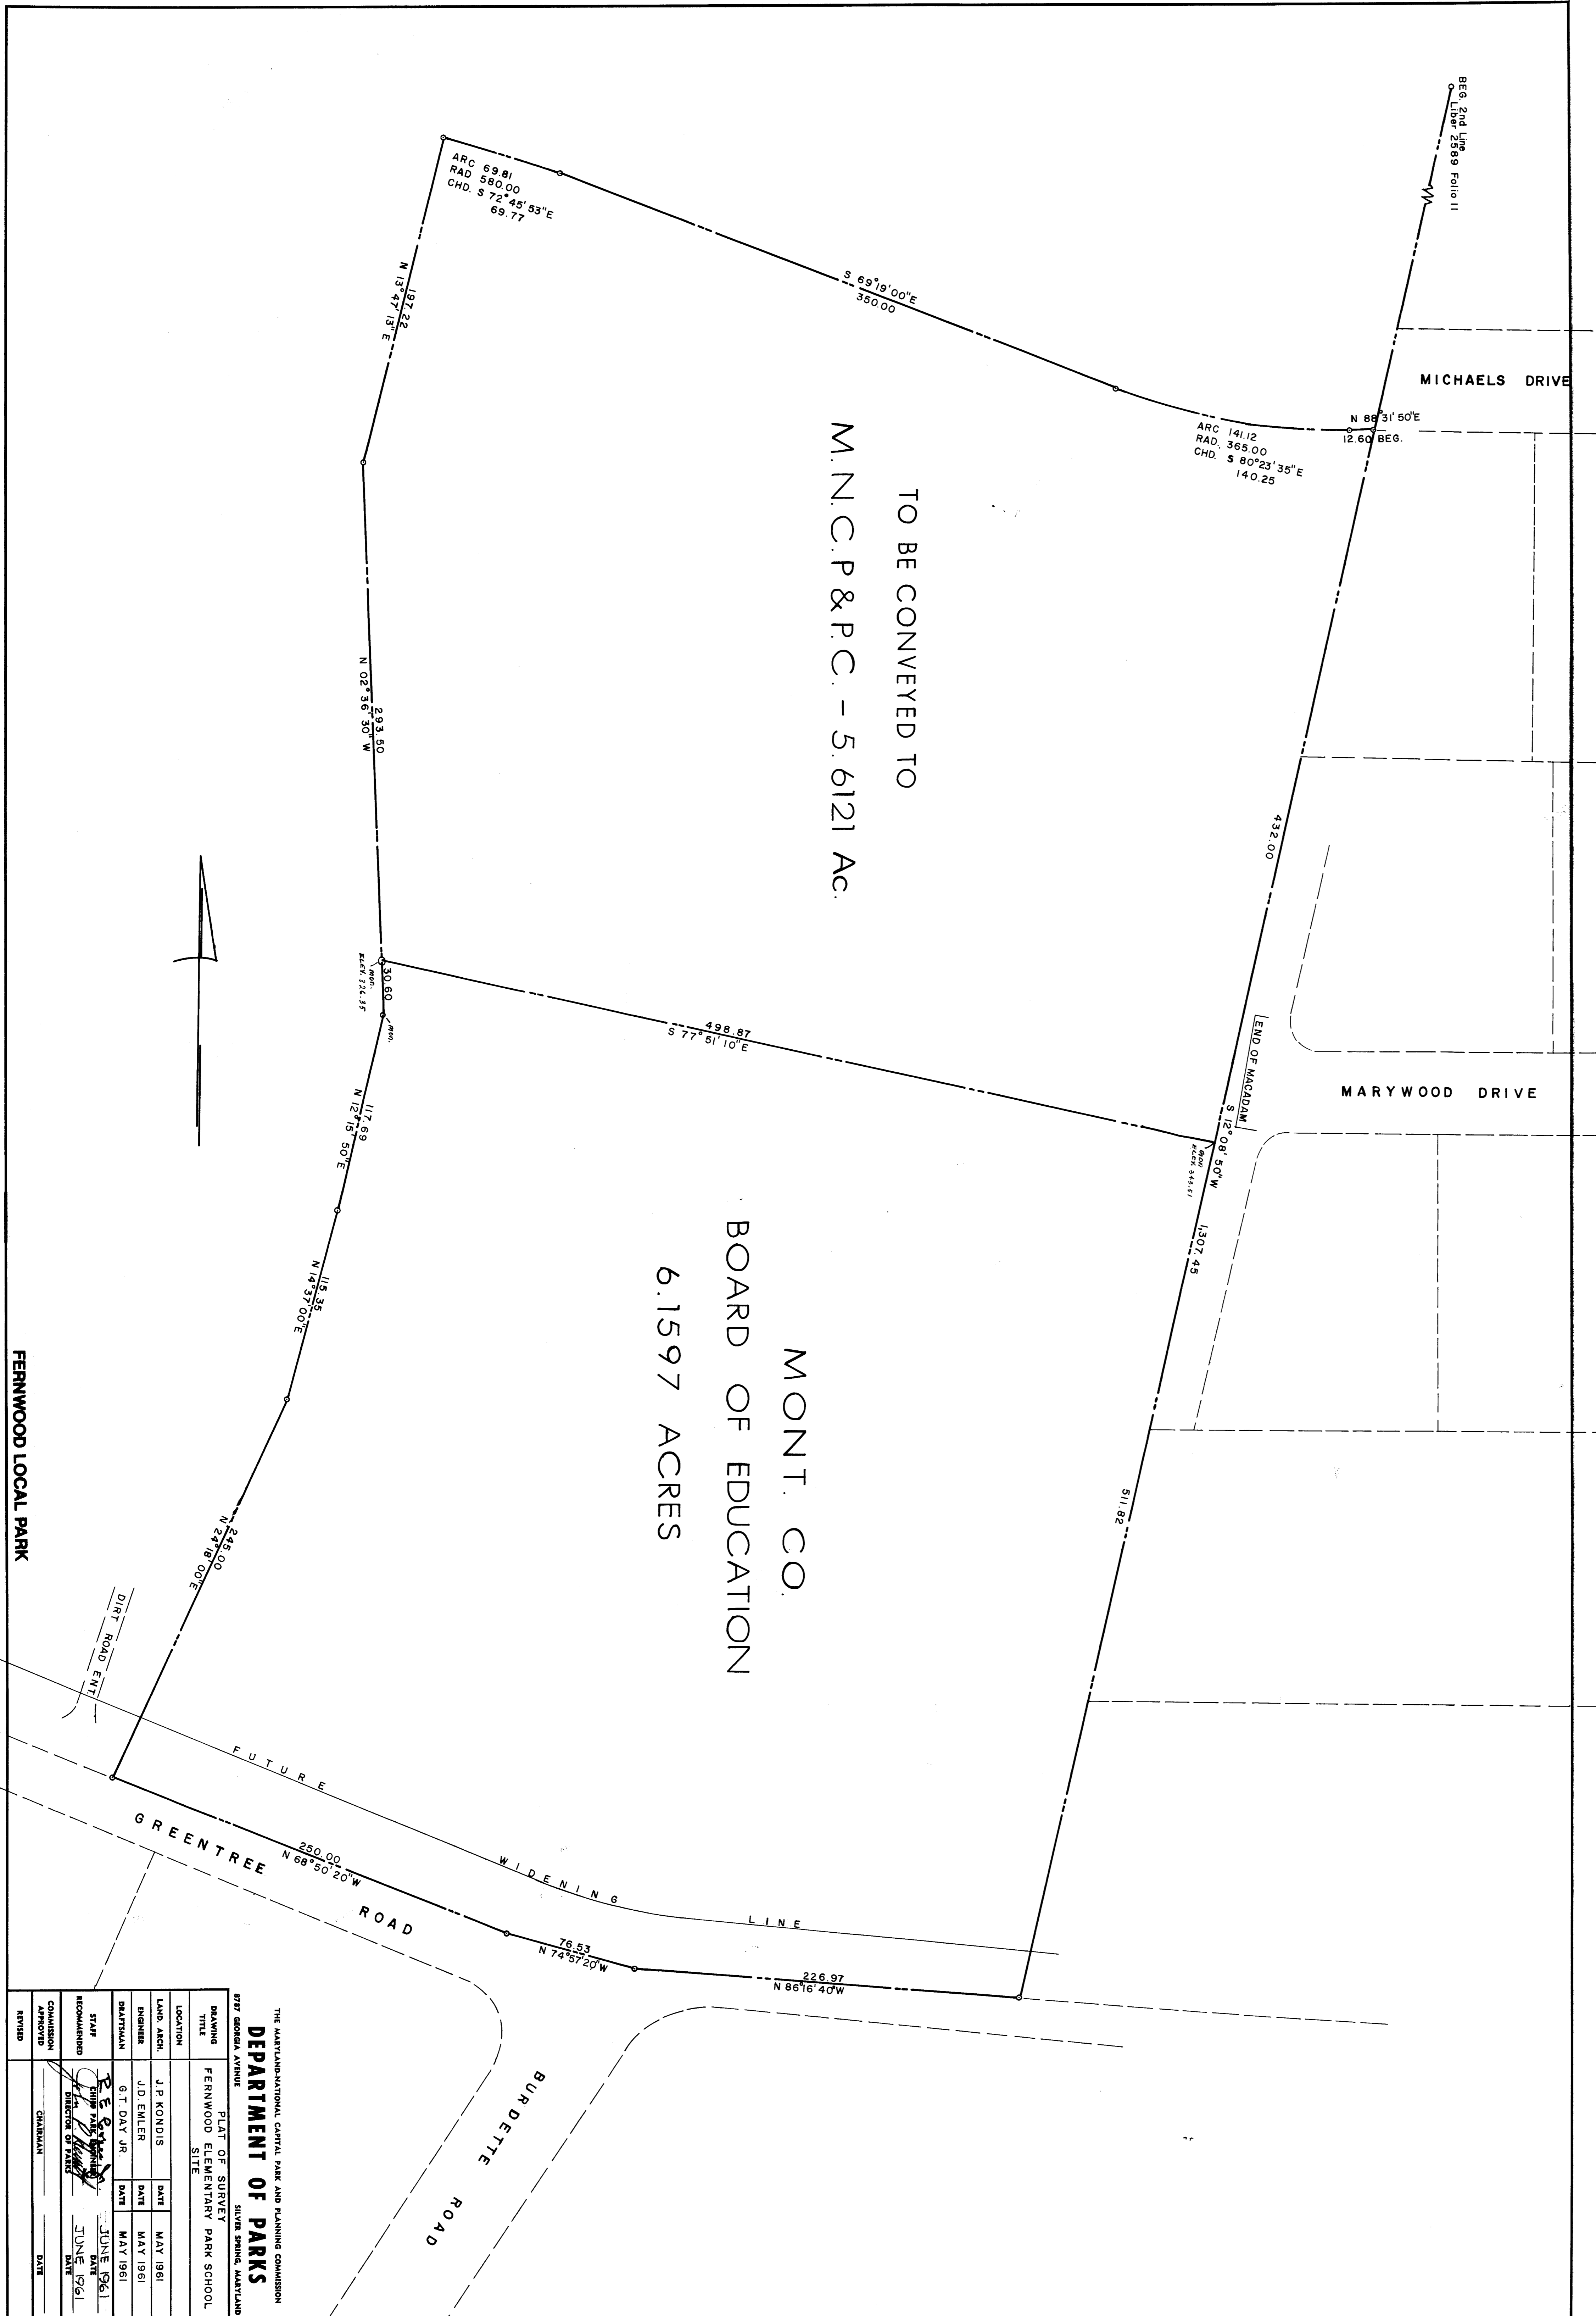 BEG. 2nd Line
Liber 2589 Folio 11
MICHAELS DRIVE
N 88°31'50"E
12.60 BEG.
ARC 141.12
RAD. 365.00
CHD. S 80°23'35"E
140.25
S 69°19'00"E
350.00
ARC 69.81
RAD 580.00
CHD. S 72°45'53"E
69.77
197.22
N 13°47'13"E
293.50
N 02°36'30"W
TO BE CONVEYED TO
M.N.C.P & P.C. - 5.6121 Ac.
432.00
END OF MACADAM
MARYWOOD DRIVE
S 12°08'50"W
1,307.45
mon
ELEV. 343.51
30.60
mon.
ELEV. 326.35
mon.
498.87
S 77°51'10"E
117.69
N 12°15'50"E
115.35
N 14°37'00"E
245.00
N 24°18'00"E
MONT. CO.
BOARD OF EDUCATION
6.1597 ACRES
511.82
DIRT ROAD ENT.
FUTURE WIDENING LINE
250.00
N 68°50'20"W
76.53
N 74°57'20"W
226.97
N 86°16'40"W
GREENTREE ROAD
BURDETTE ROAD
FERNWOOD LOCAL PARK
THE MARYLAND-NATIONAL CAPITAL PARK AND PLANNING COMMISSION
DEPARTMENT OF PARKS
8787 GEORGIA AVENUE SILVER SPRING, MARYLAND
DRAWING TITLE PLAT OF SURVEY
FERNWOOD ELEMENTARY PARK SCHOOL
SITE
LOCATION
LAND. ARCH. J.P. KONDIS DATE MAY 1961
ENGINEER J.D. EMLER DATE MAY 1961
DRAFTSMAN G.T. DAY JR. DATE MAY 1961
STAFF RECOMMENDED
JUNE 1961
CHIEF PARK ENGINEER DATE
JUNE 1961
DIRECTOR OF PARKS DATE
COMMISSION APPROVED
CHAIRMAN DATE
REVISED